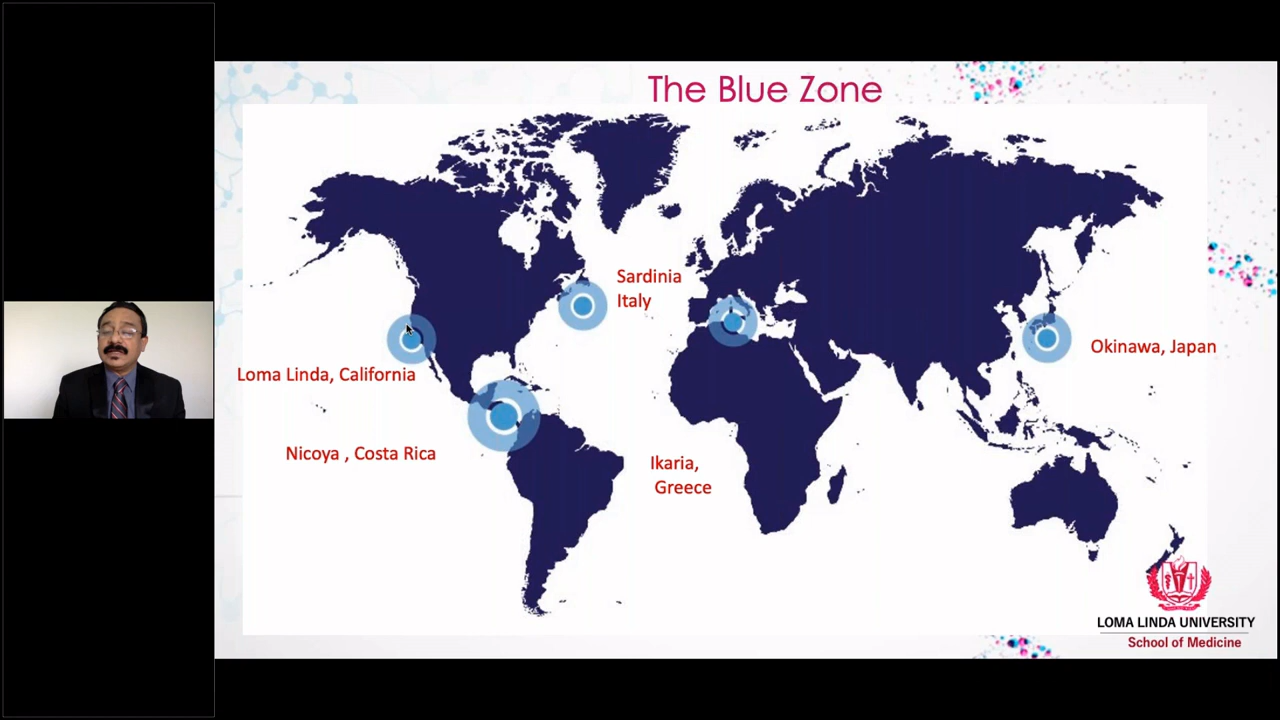 The Blue Zone
Sardinia
Italy
Okinawa, Japan
Loma Linda, California
Nicoya , Costa Rica
Ikaria,
Greece
LOMA LINDA UNIVERSITY
School of Medicine